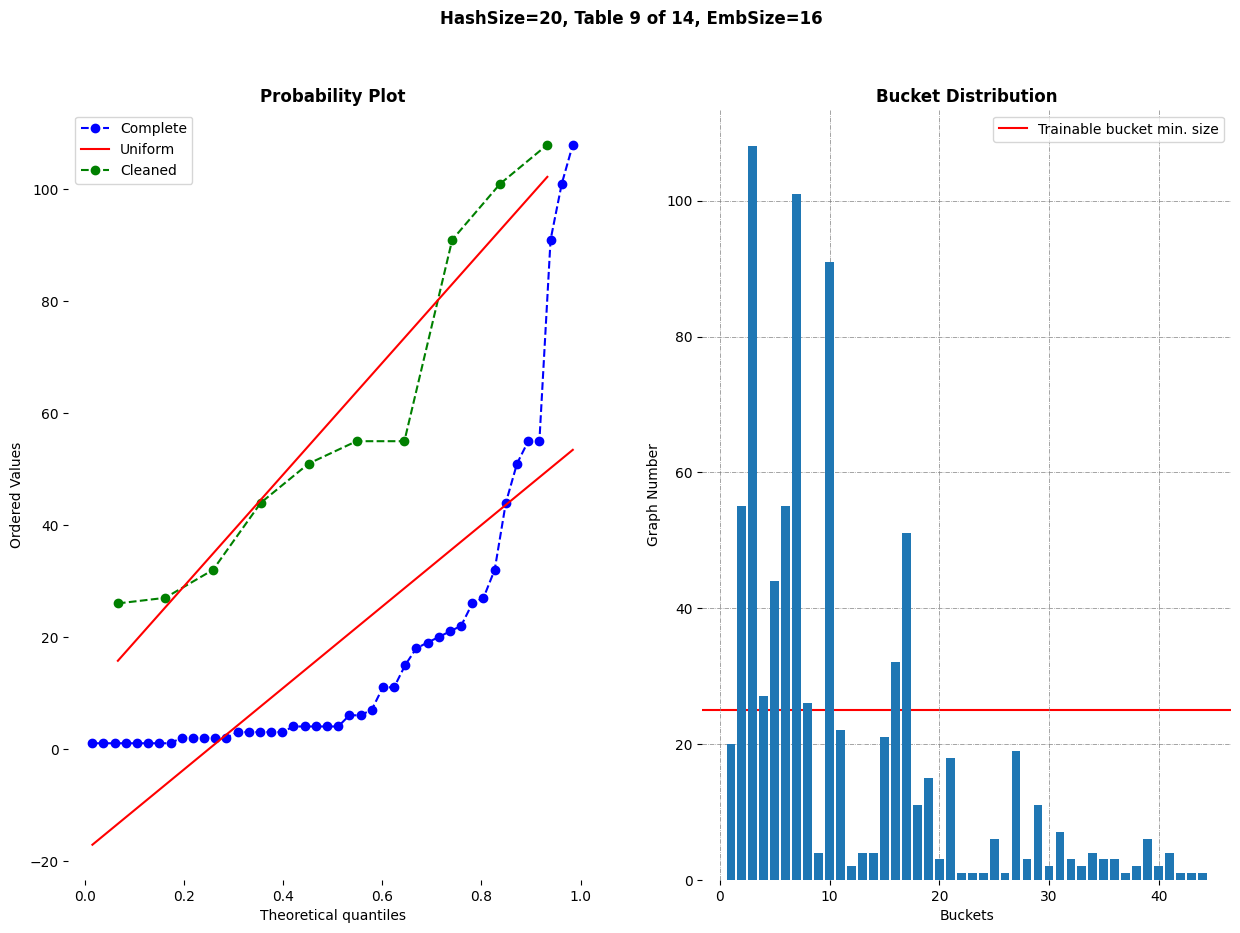 HashSize=20, Table 9 of 14, EmbSize=16
Probability Plot
Complete
Uniform
Cleaned
100
80
60
40
20
0
−20
0.0 0.2 0.4 0.6 0.8 1.0
Theoretical quantiles
Ordered Values
Bucket Distribution
Trainable bucket min. size
100
80
60
40
20
0
0 10 20 30 40
Buckets
Graph Number